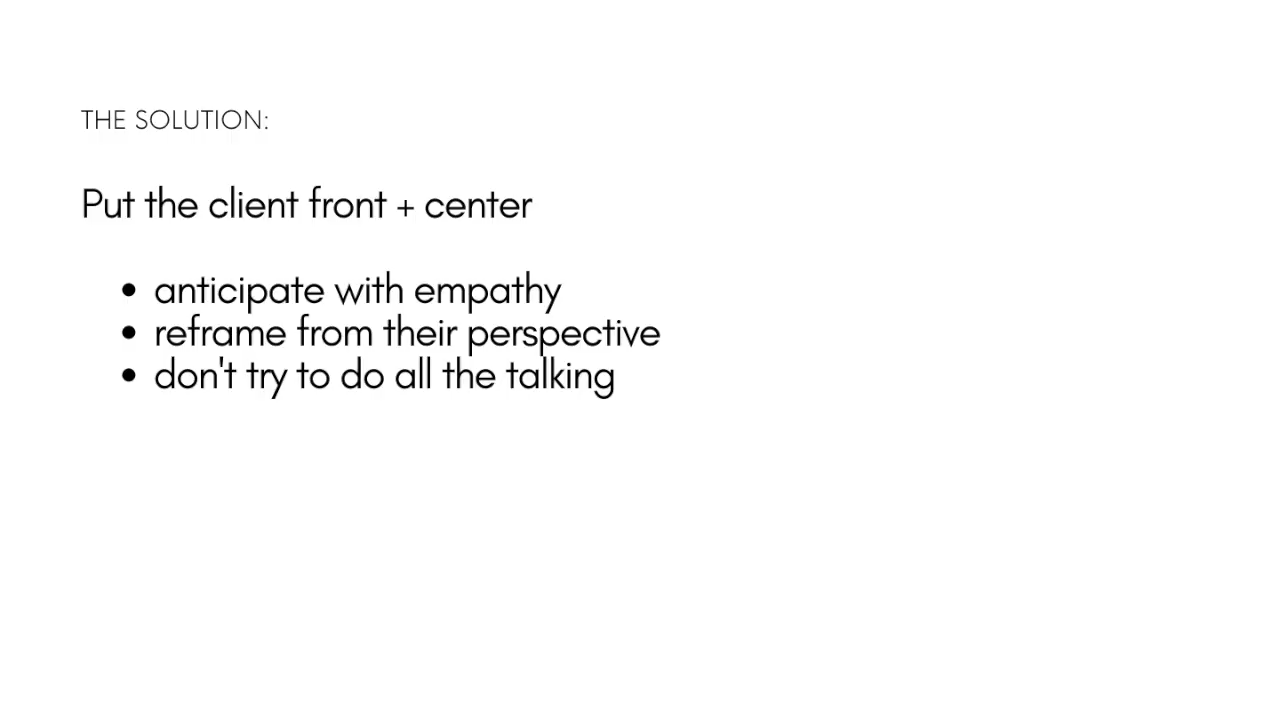 THE SOLUTION:
Put the client front + center
• anticipate with empathy
• reframe from their perspective
• don't try to do all the talking